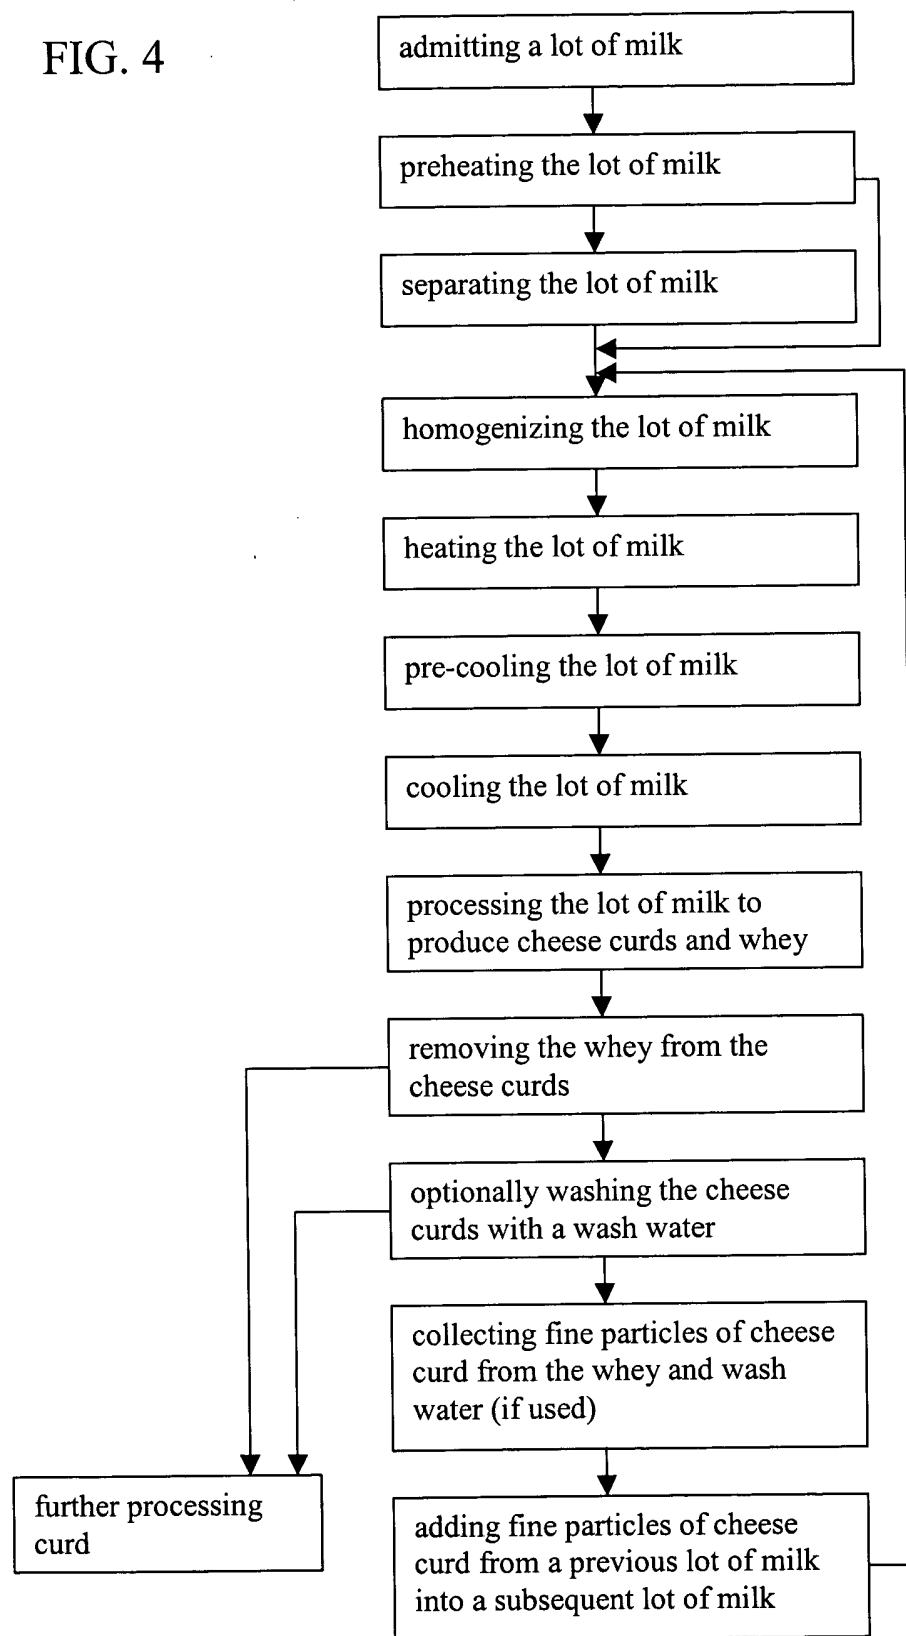 FIG. 4
admitting a lot of milk
preheating the lot of milk
separating the lot of milk
homogenizing the lot of milk
heating the lot of milk
pre-cooling the lot of milk
cooling the lot of milk
processing the lot of milk to
produce cheese curds and whey
removing the whey from the
cheese curds
optionally washing the cheese
curds with a wash water
collecting fine particles of cheese
curd from the whey and wash
water (if used)
further processing
curd
adding fine particles of cheese
curd from a previous lot of milk
into a subsequent lot of milk